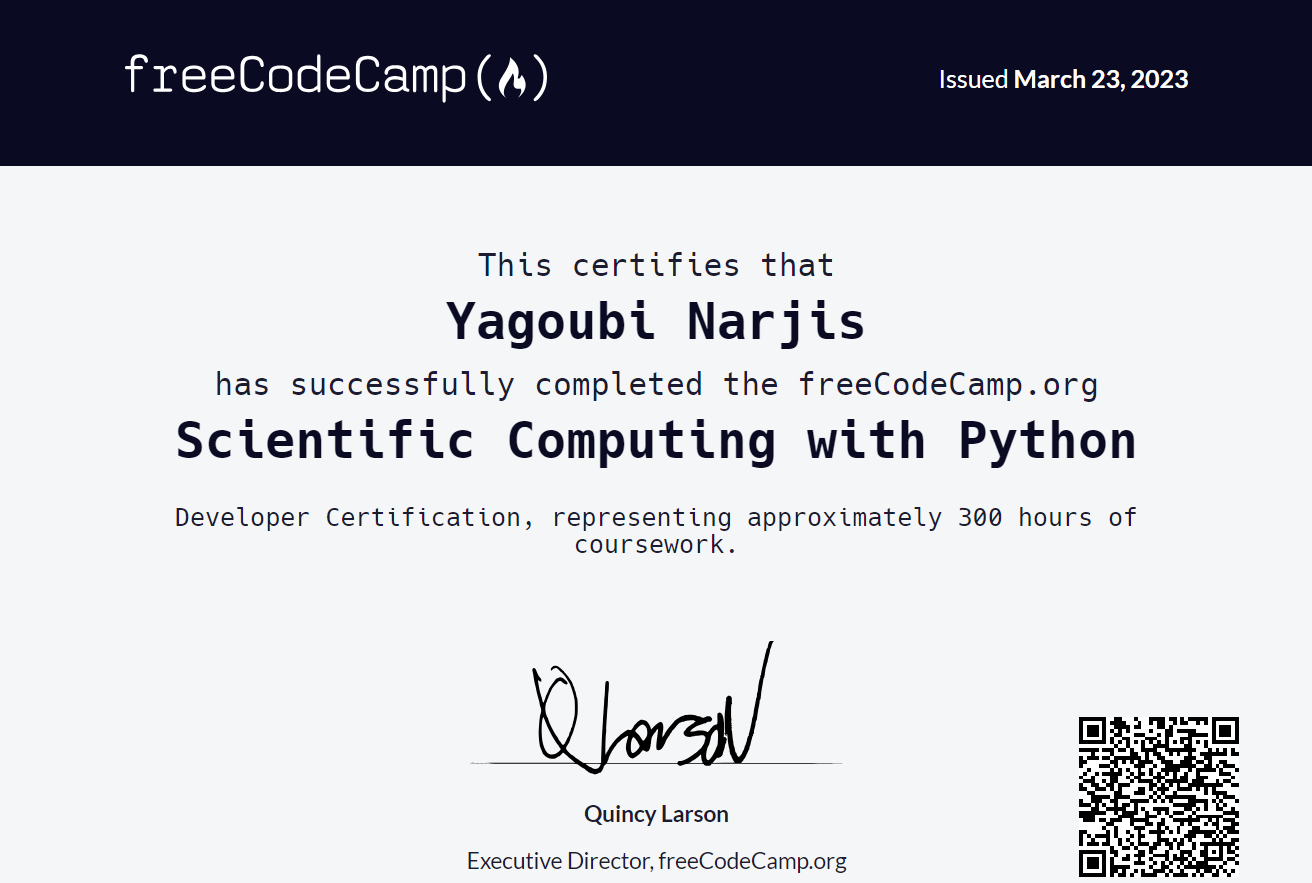 freeCodeCamp
Issued March 23, 2023
This certifies that
Yagoubi Narjis
has successfully completed the freeCodeCamp.org
Scientific Computing with Python
Developer Certification, representing approximately 300 hours of
coursework.
Q Larson
Quincy Larson
Executive Director, freeCodeCamp.org